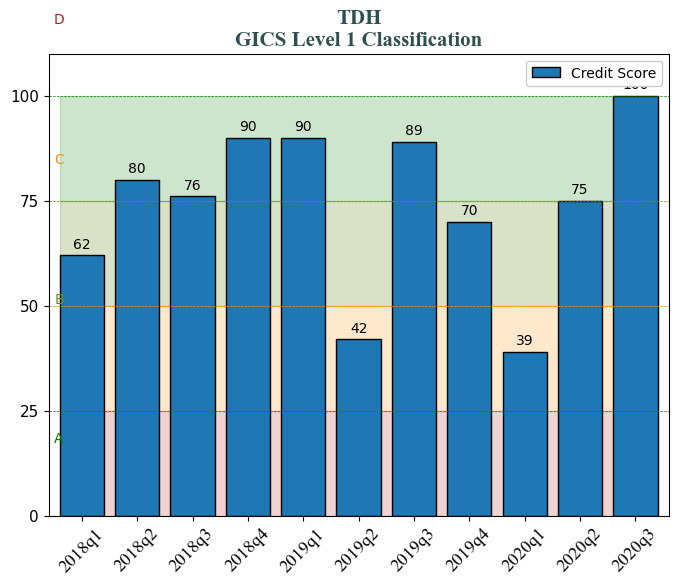 D
TDH
GICS Level 1 Classification
Credit Score
100
100
C
90
90
89
80
76
75
75
70
62
B
50
42
39
25
A
0
2018q1
2018q2
2018q3
2018q4
2019q1
2019q2
2019q3
2019q4
2020q1
2020q2
2020q3